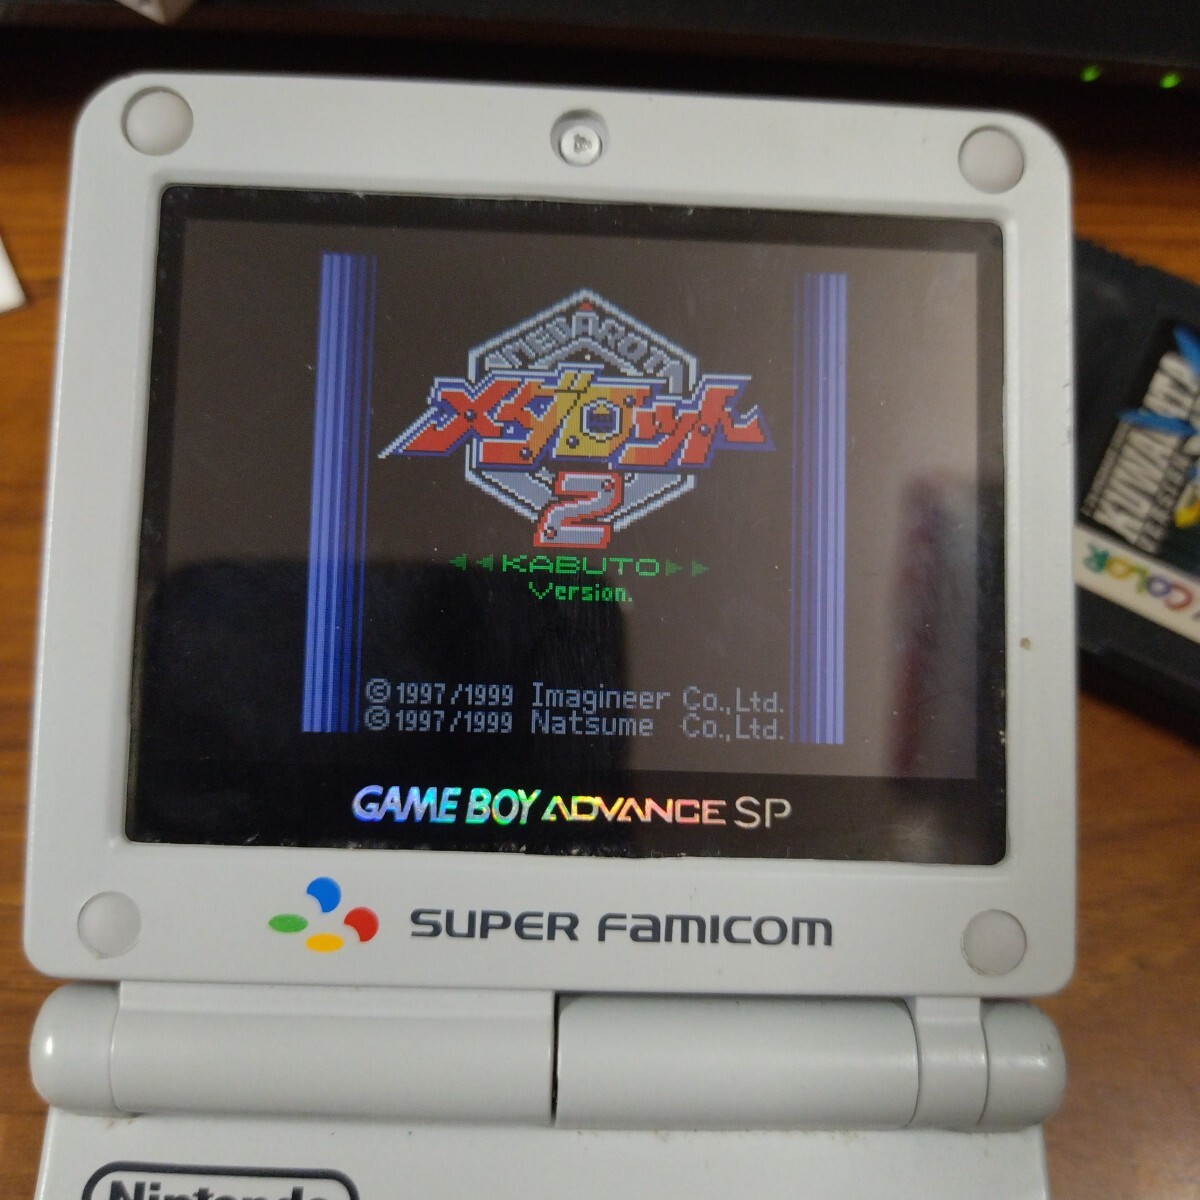 MEDAROT
メダロット
2
KABUTO
Version.
©1997/1999 Imagineer Co.,Ltd.
©1997/1999 Natsume Co.,Ltd.
GAME BOY ADVANCE SP
SUPER FAMICOM
Nintendo
COLOR